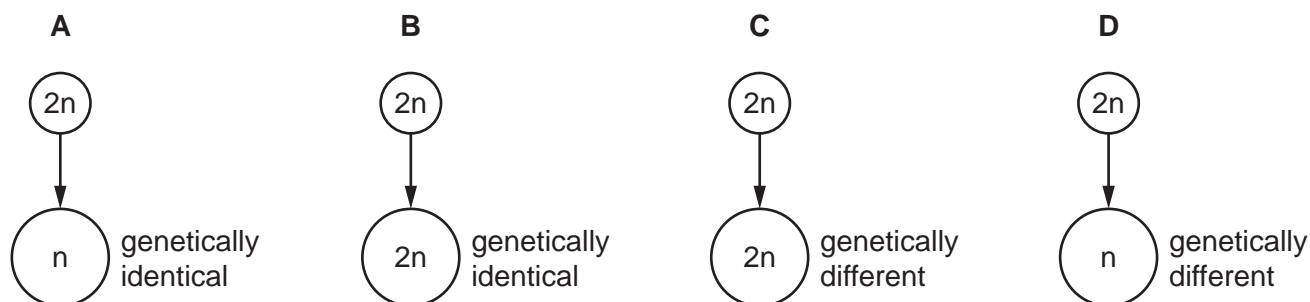 A B C D
2n 2n 2n 2n
n genetically identical 2n genetically identical 2n genetically different n genetically different